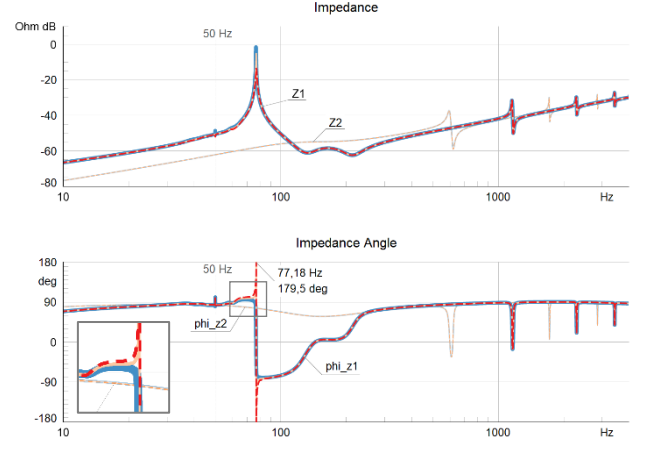 Impedance
Ohm dB
50 Hz
0
-20
Z1
-40
Z2
-60
-80
10
100
1000
Hz
Impedance Angle
180
deg
50 Hz
77,18 Hz
179,5 deg
90
phi_z2
0
phi_z1
-90
-180
10
100
1000
Hz